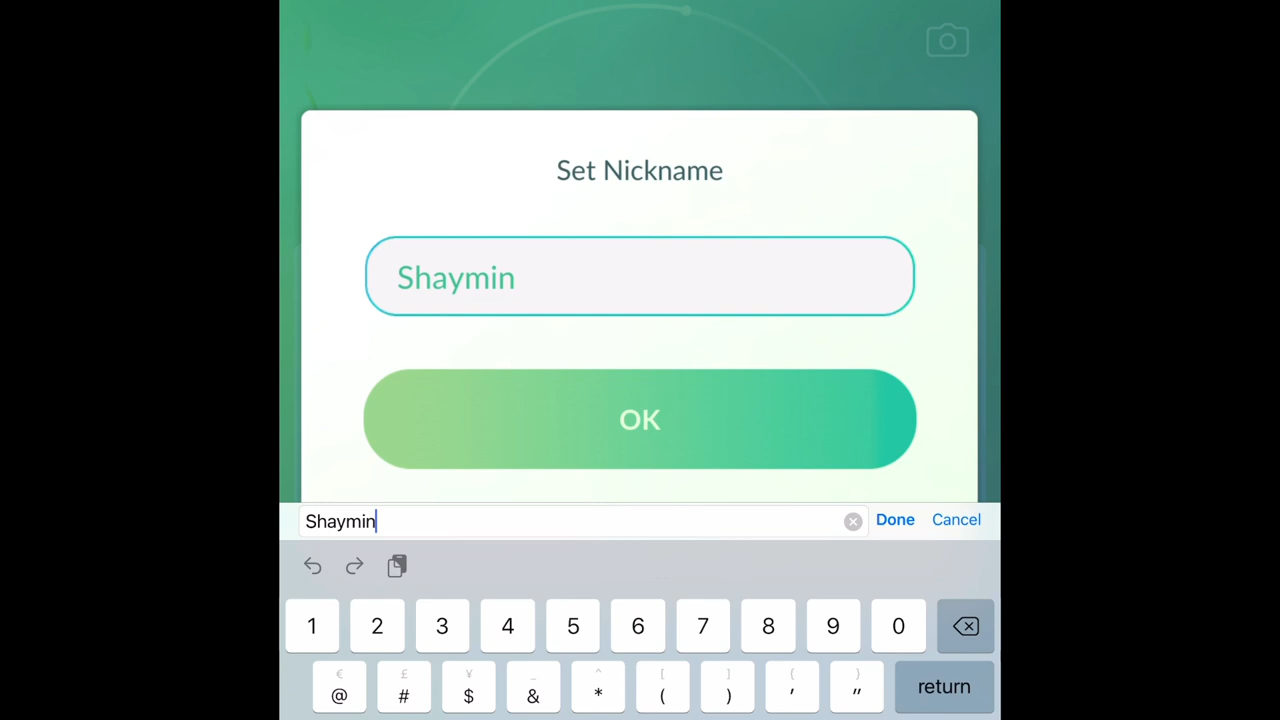 Set Nickname
Shaymin
OK
Shaymin Done Cancel
1 2 3 4 5 6 7 8 9 0
€ £ ¥ _ ^ [ ] { }
@ # $ & * ( ) ' " return